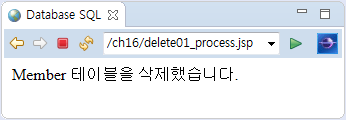 Database SQL
/ch16/delete01_process.jsp
Member 테이블을 삭제했습니다.